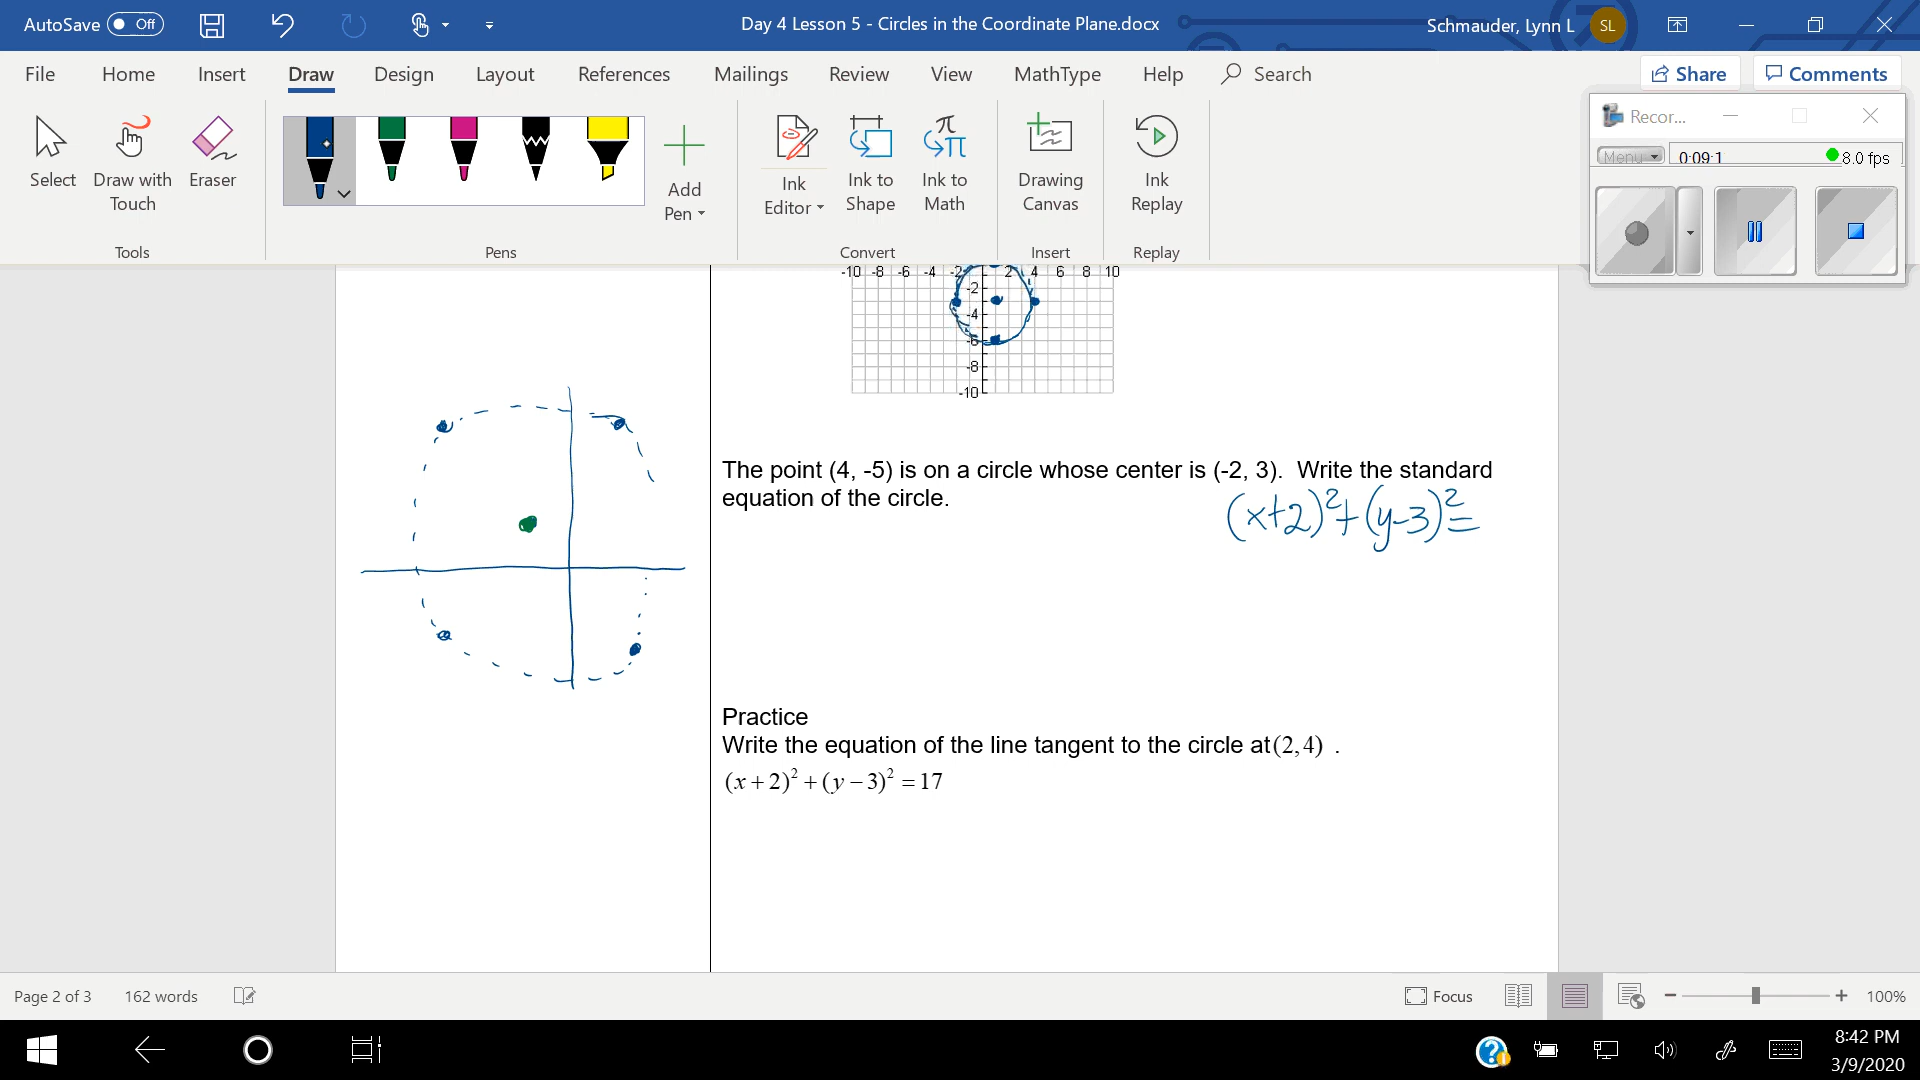 AutoSave Off Day 4 Lesson 5 - Circles in the Coordinate Plane.docx Schmauder, Lynn L SL
File Home Insert Draw Design Layout References Mailings Review View MathType Help Search Share Comments
Recor...
Menu 0:09:1 8.0 fps
Select Draw with Touch Eraser
Add Pen
Ink Editor Ink to Shape Ink to Math Drawing Canvas Ink Replay
Tools Pens Convert Insert Replay
-10 -8 -6 -4 -2 2 4 6 8 10
-2
-4
-6
-8
-10
The point (4, -5) is on a circle whose center is (-2, 3). Write the standard
equation of the circle.
(x+2)²+(y-3)²=
Practice
Write the equation of the line tangent to the circle at (2,4) .
(x+2)²+(y−3)²=17
Page 2 of 3 162 words Focus 100%
8:42 PM
3/9/2020